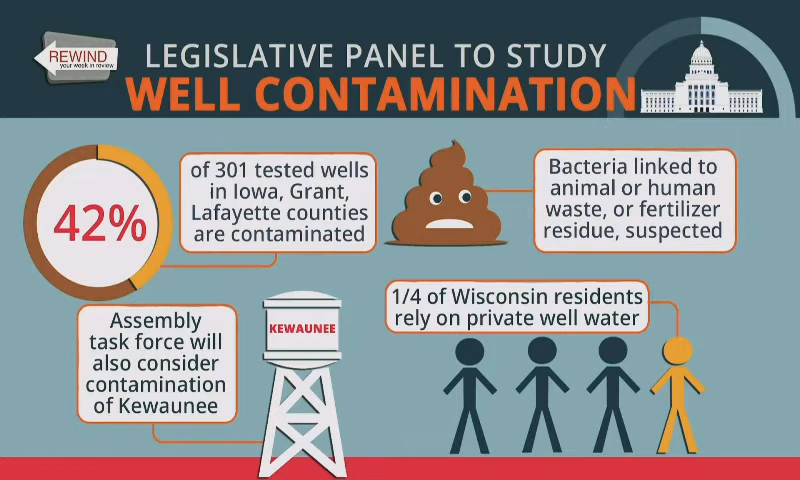 REWIND
your week in review
LEGISLATIVE PANEL TO STUDY
WELL CONTAMINATION
42%
of 301 tested wells
in Iowa, Grant,
Lafayette counties
are contaminated
Bacteria linked to
animal or human
waste, or fertilizer
residue, suspected
Assembly
task force will
also consider
contamination
of Kewaunee
KEWAUNEE
1/4 of Wisconsin residents
rely on private well water